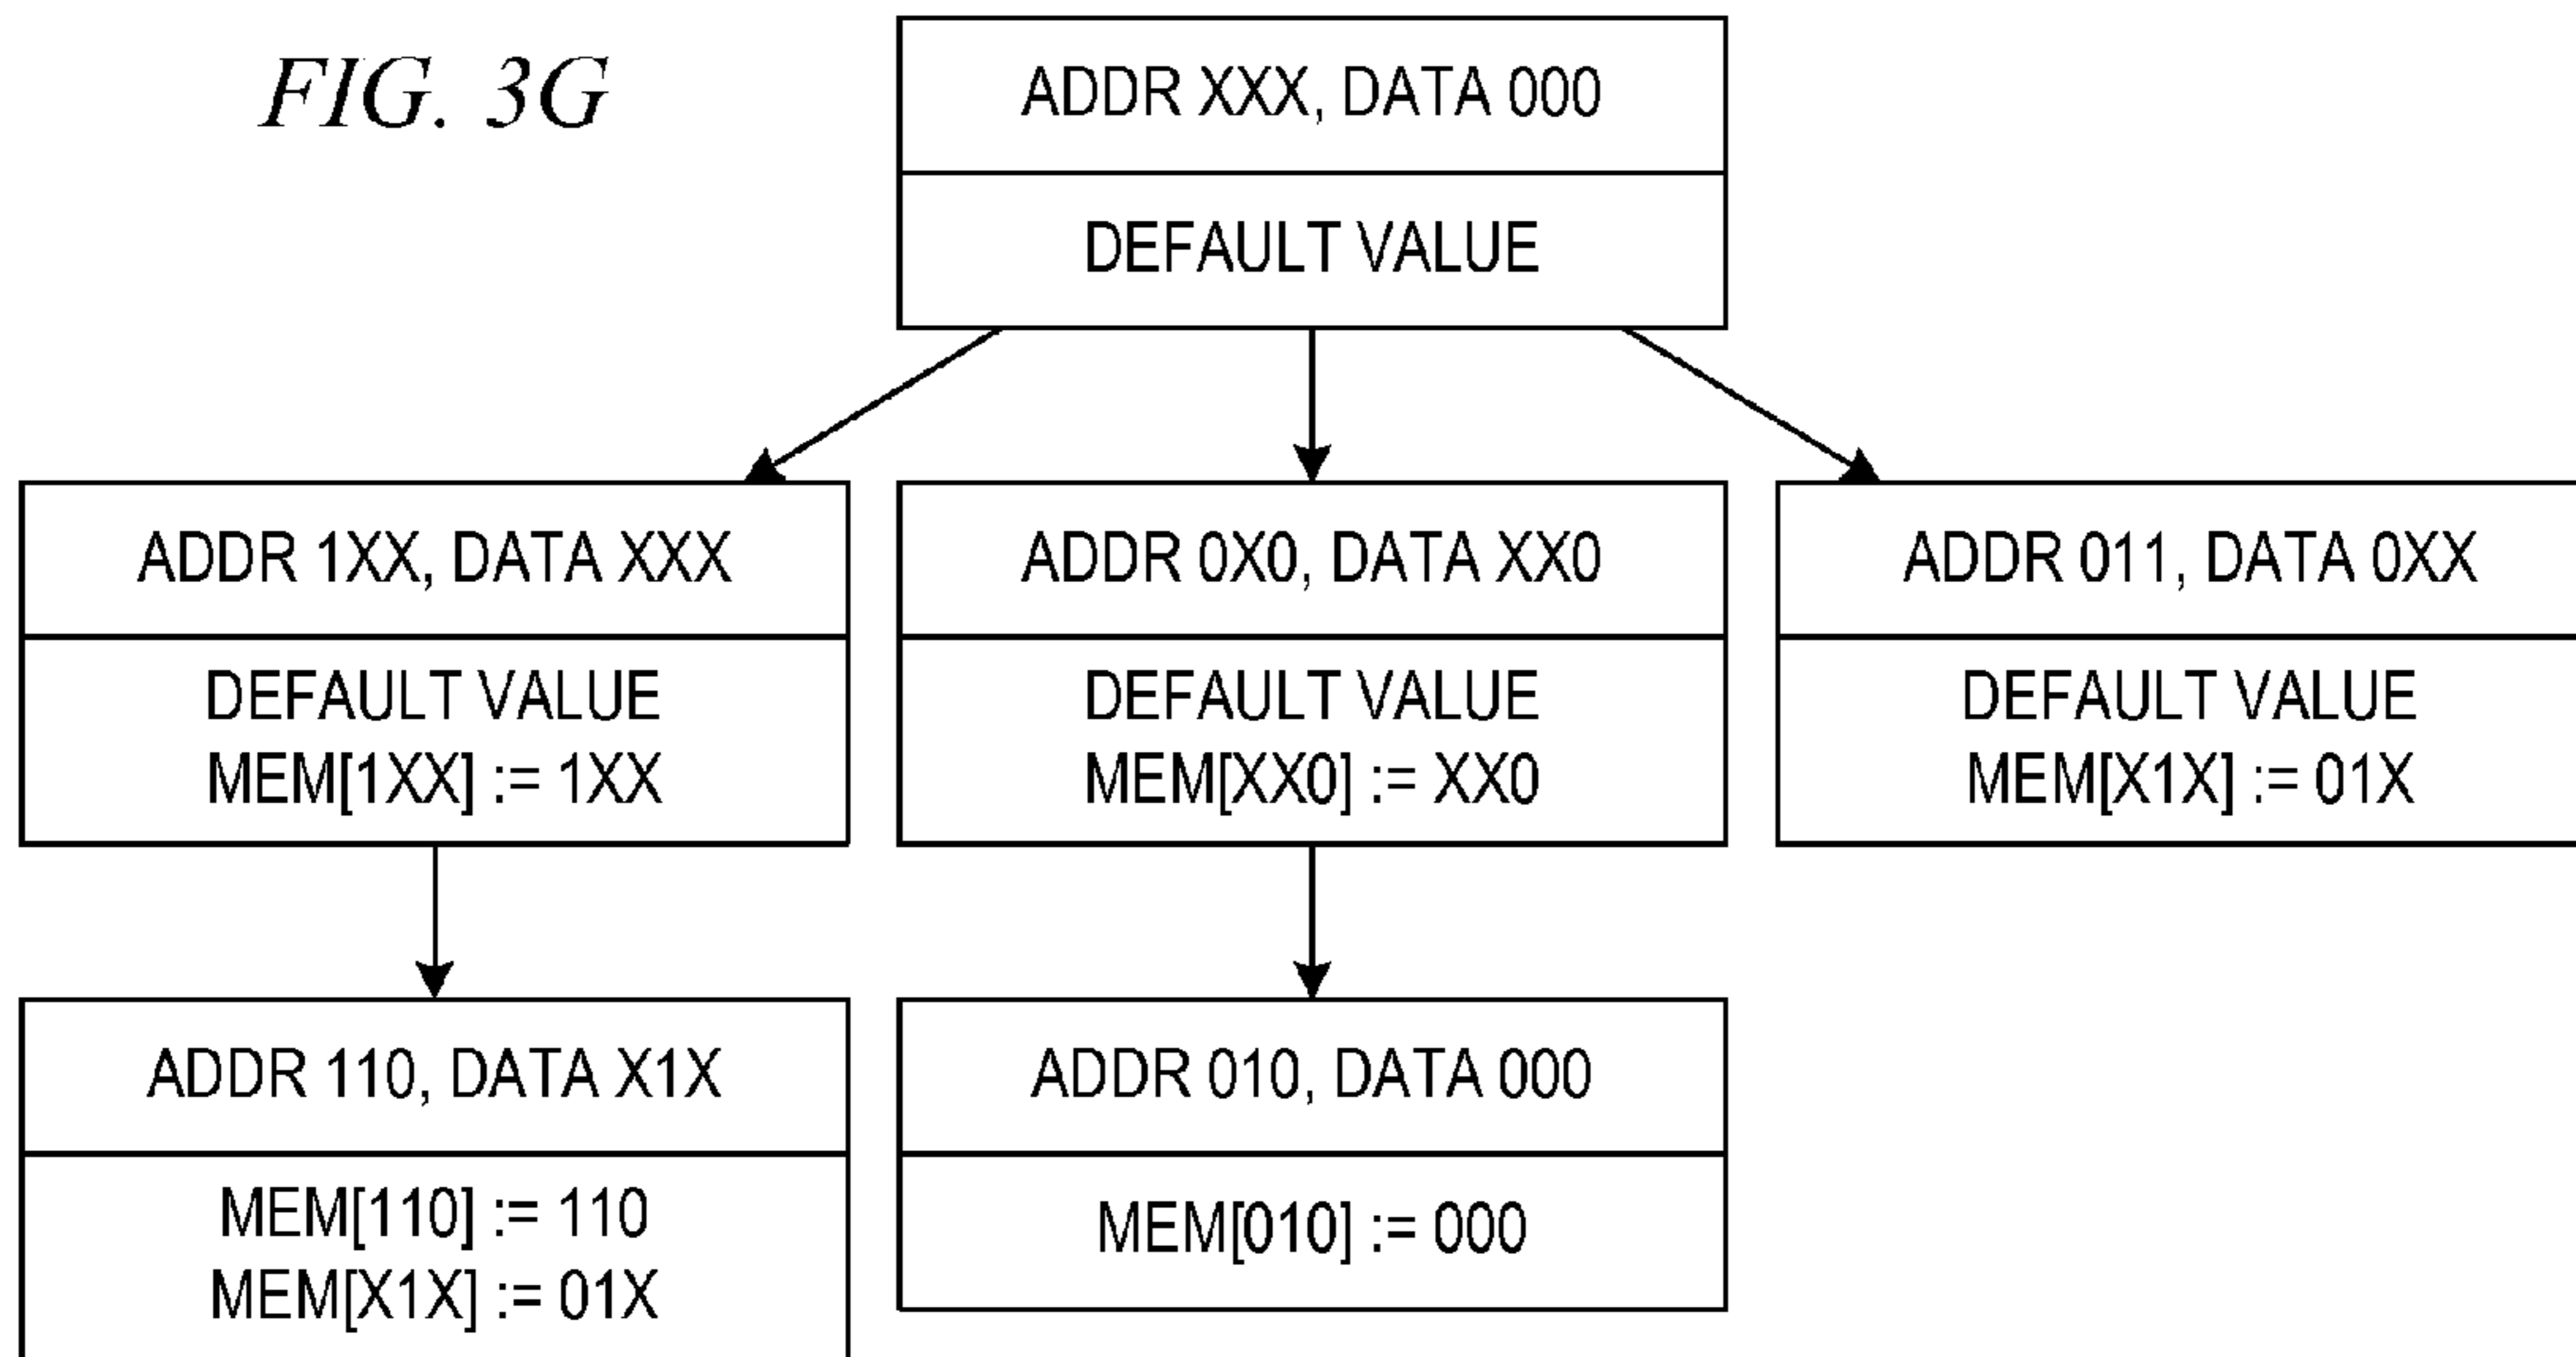 FIG. 3G
ADDR XXX, DATA 000
DEFAULT VALUE
ADDR 1XX, DATA XXX
DEFAULT VALUE
MEM[1XX] := 1XX
ADDR 0X0, DATA XX0
DEFAULT VALUE
MEM[XX0] := XX0
ADDR 011, DATA 0XX
DEFAULT VALUE
MEM[X1X] := 01X
ADDR 110, DATA X1X
MEM[110] := 110
MEM[X1X] := 01X
ADDR 010, DATA 000
MEM[010] := 000